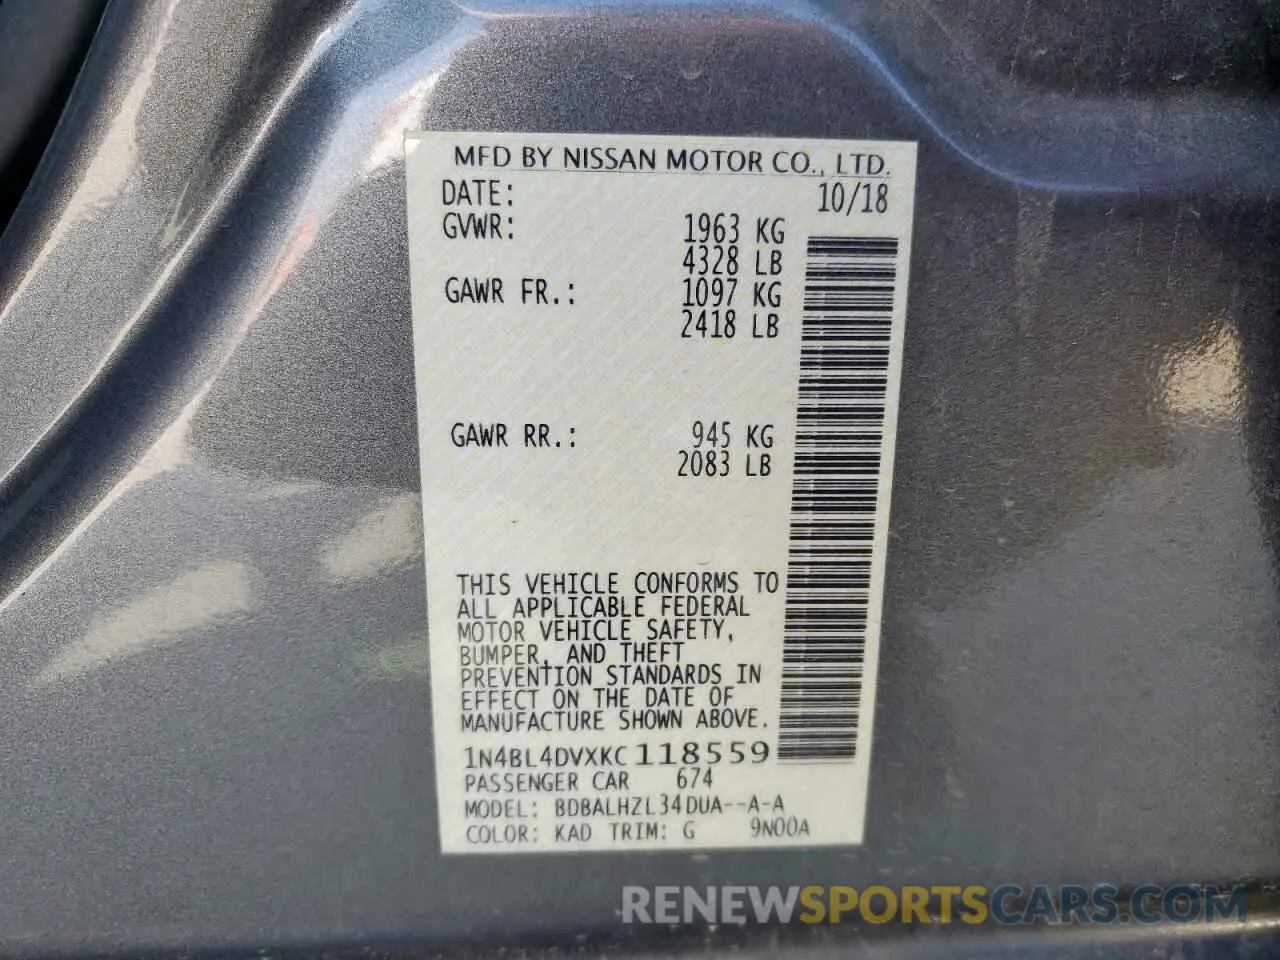 MFD BY NISSAN MOTOR CO., LTD.
DATE: 10/18
GVWR: 1963 KG
4328 LB
GAWR FR.: 1097 KG
2418 LB
GAWR RR.: 945 KG
2083 LB
THIS VEHICLE CONFORMS TO
ALL APPLICABLE FEDERAL
MOTOR VEHICLE SAFETY,
BUMPER, AND THEFT
PREVENTION STANDARDS IN
EFFECT ON THE DATE OF
MANUFACTURE SHOWN ABOVE.
1N4BL4DVXKC118559
PASSENGER CAR 674
MODEL: BDBALHZL34DUA--A-A
COLOR: KAD TRIM: G 9N00A
RENEWSPORTSCARS.COM